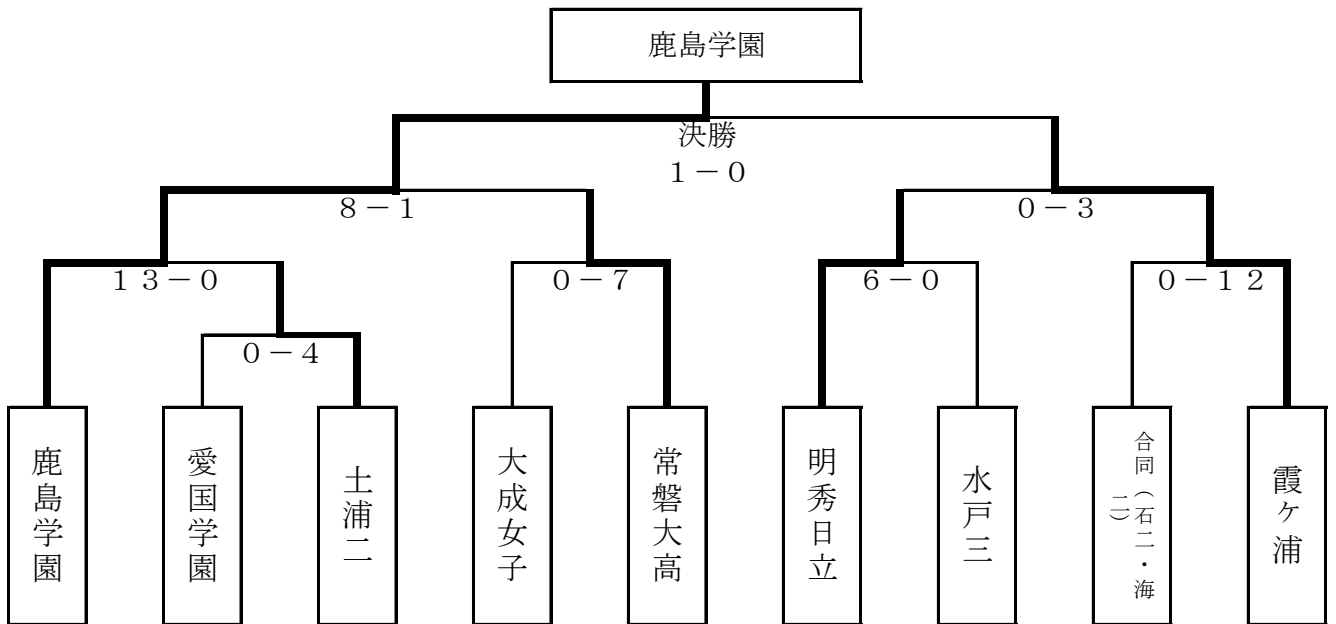 鹿島学園
決勝
１－０
８－１
０－３
１３－０
０－７
６－０
０－１２
０－４
鹿島学園
愛国学園
土浦二
大成女子
常磐大高
明秀日立
水戸三
合同（石二・海
二）
霞ケ浦